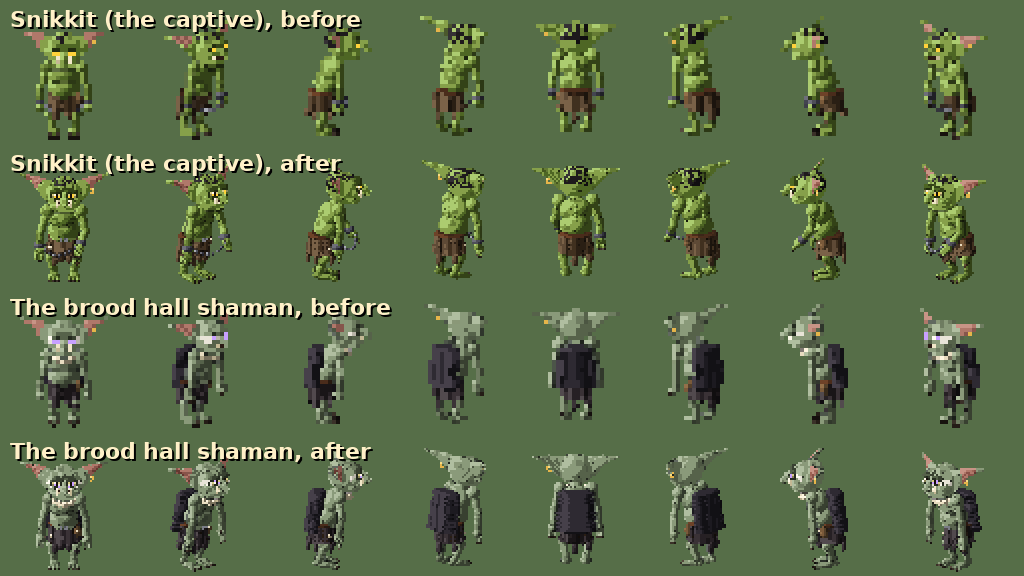 Snikkit (the captive), before
Snikkit (the captive), after
The brood hall shaman, before
The brood hall shaman, after